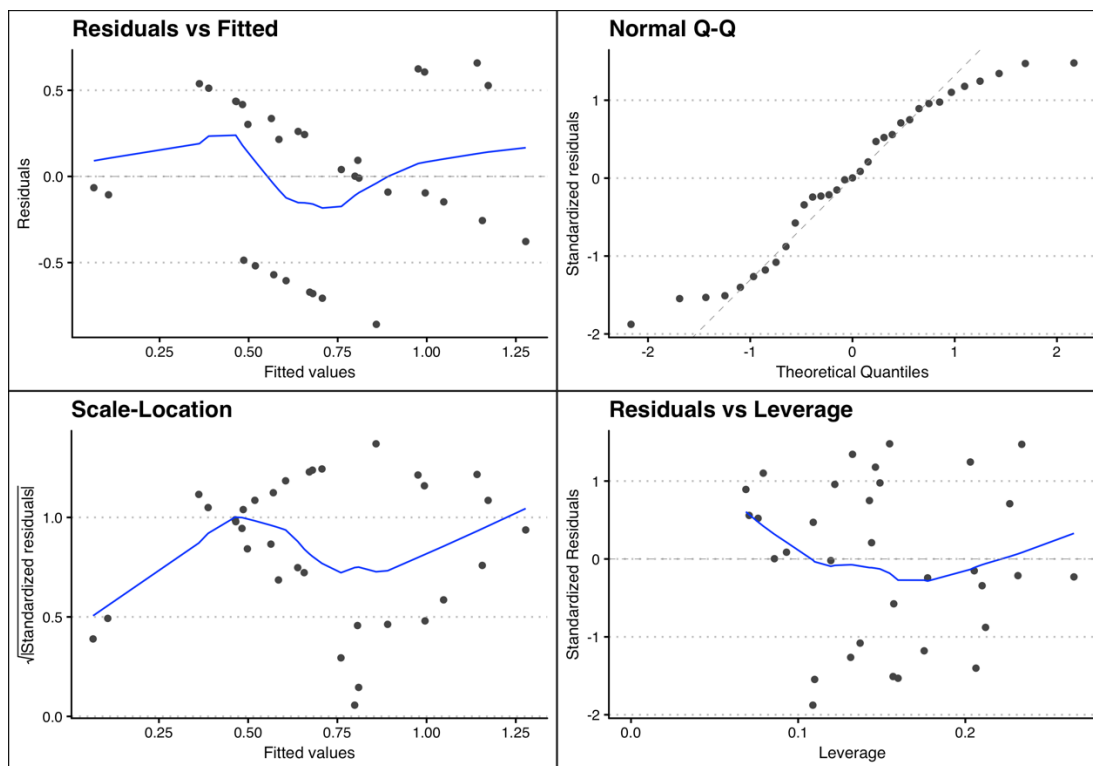 Residuals vs Fitted
Residuals
0.5
0.0
-0.5
0.25
0.50
0.75
1.00
1.25
Fitted values
Normal Q-Q
Standardized residuals
1
0
-1
-2
-2
-1
0
1
2
Theoretical Quantiles
Scale-Location
√|Standardized residuals|
1.0
0.5
0.0
0.25
0.50
0.75
1.00
1.25
Fitted values
Residuals vs Leverage
Standardized Residuals
1
0
-1
-2
0.0
0.1
0.2
Leverage